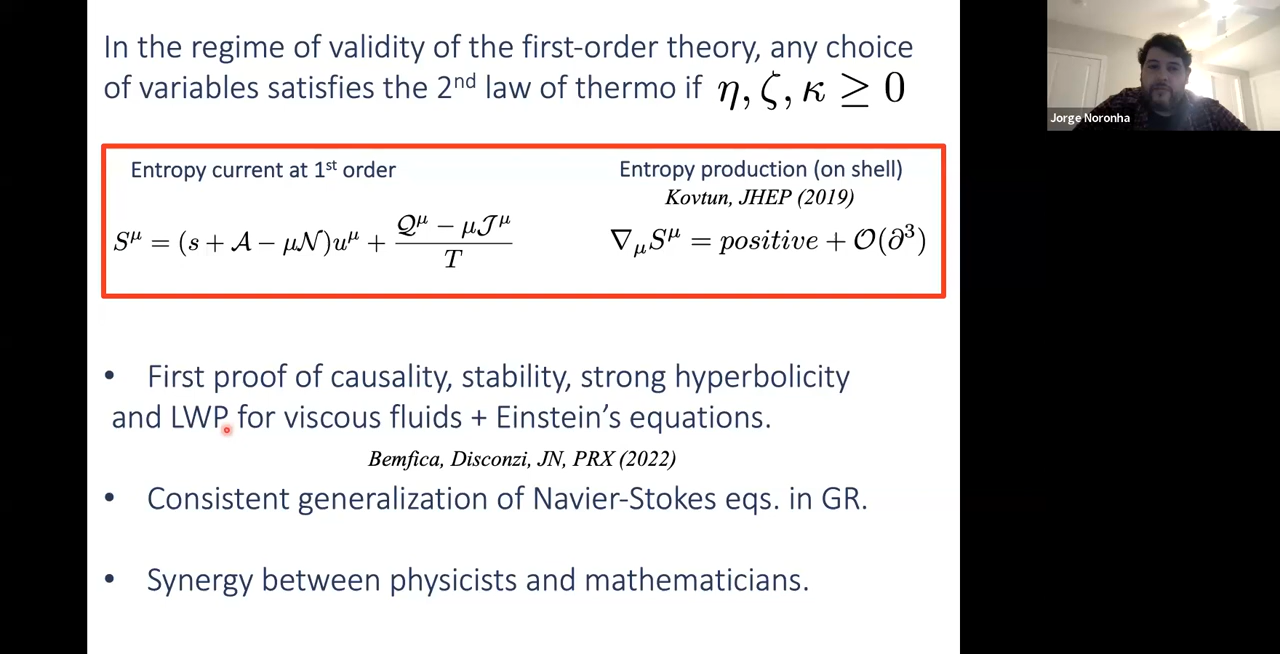 In the regime of validity of the first-order theory, any choice
of variables satisfies the 2nd law of thermo if η, ζ, κ ≥ 0
Entropy current at 1st order
S^μ = (s + 𝒜 − μ𝒩)u^μ + (𝒬^μ − μ𝒥^μ)/T
Entropy production (on shell)
Kovtun, JHEP (2019)
∇_μ S^μ = positive + 𝒪(∂³)
• First proof of causality, stability, strong hyperbolicity
and LWP for viscous fluids + Einstein’s equations.
Bemfica, Disconzi, JN, PRX (2022)
• Consistent generalization of Navier-Stokes eqs. in GR.
• Synergy between physicists and mathematicians.
Jorge Noronha